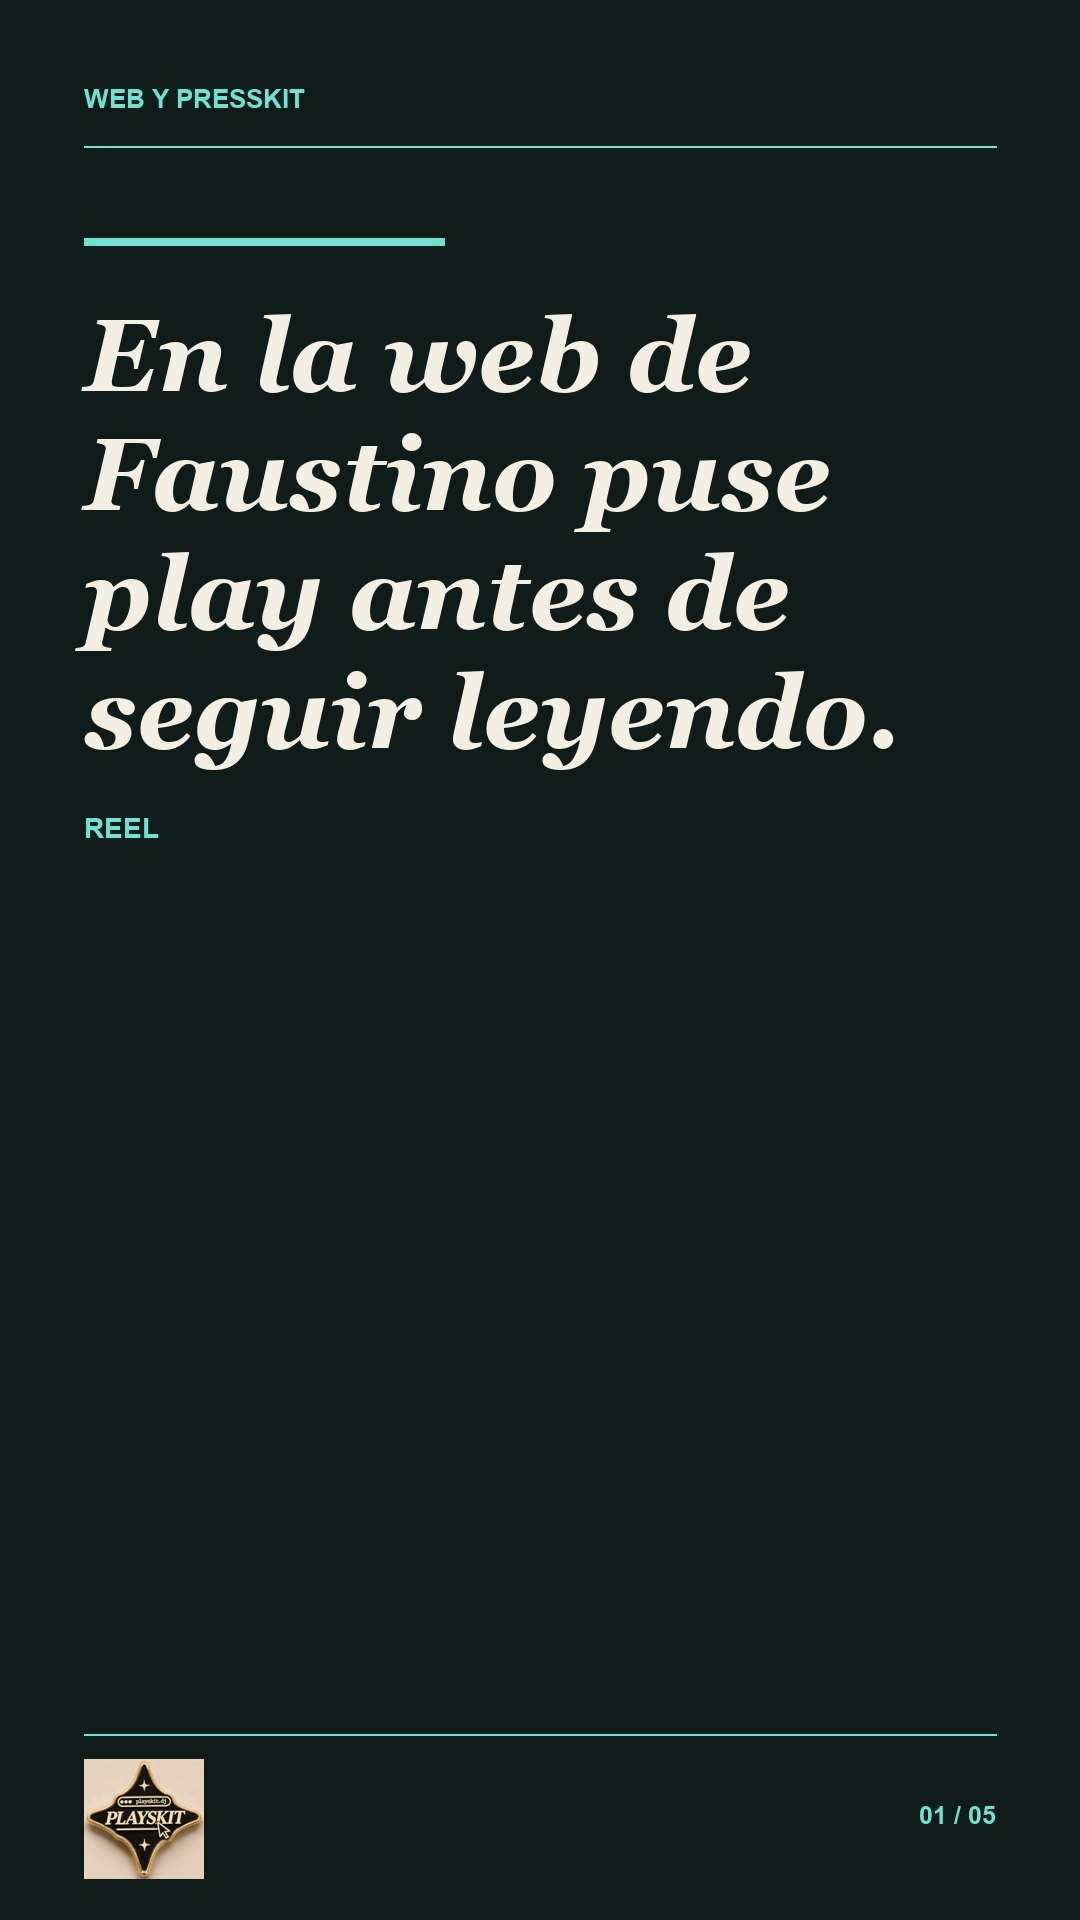 WEB Y PRESSKIT
En la web de
Faustino puse
play antes de
seguir leyendo.
REEL
playskit.dj
PLAYSKIT
01 / 05